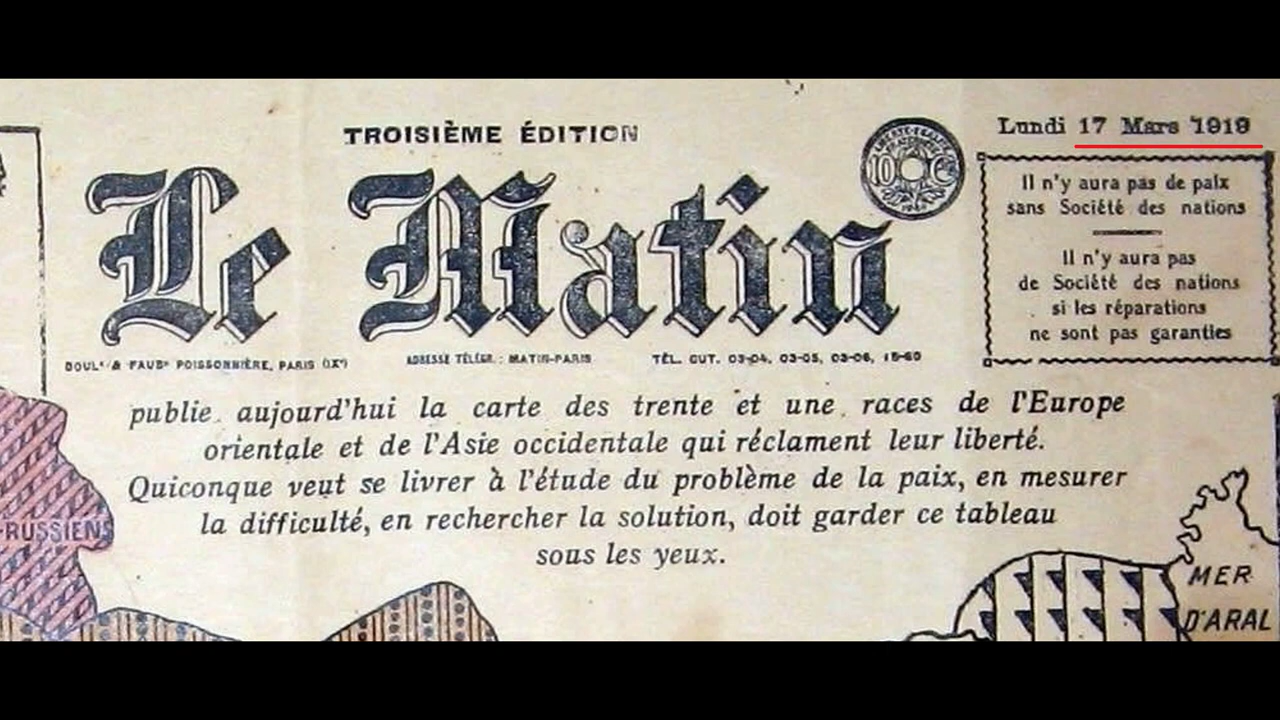 TROISIÈME ÉDITION
Le Matin
10 C
Lundi 17 Mars 1919
Il n'y aura pas de paix
sans Société des nations
Il n'y aura pas
de Société des nations
si les réparations
ne sont pas garanties
BOULd & FAUBg POISSONNIÈRE, PARIS (IXe)
ADRESSE TÉLÉGR. : MATIN-PARIS
TÉL. GUT. 03-04, 03-05, 03-06, 15-60
publie aujourd'hui la carte des trente et une races de l'Europe
orientale et de l'Asie occidentale qui réclament leur liberté.
Quiconque veut se livrer à l'étude du problème de la paix, en mesurer
la difficulté, en rechercher la solution, doit garder ce tableau
sous les yeux.
-RUSSIENS
MER
D'ARAL